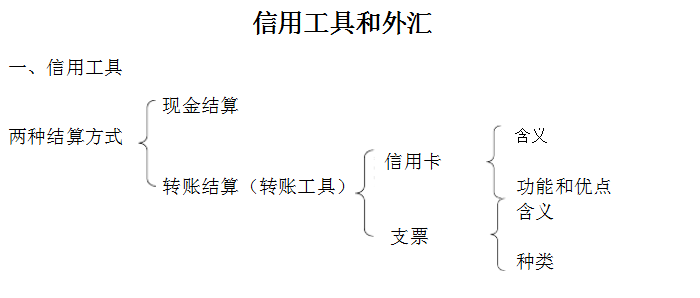 信用工具和外汇
一、信用工具
现金结算
两种结算方式
含义
信用卡
转账结算（转账工具）
功能和优点
含义
支票
种类